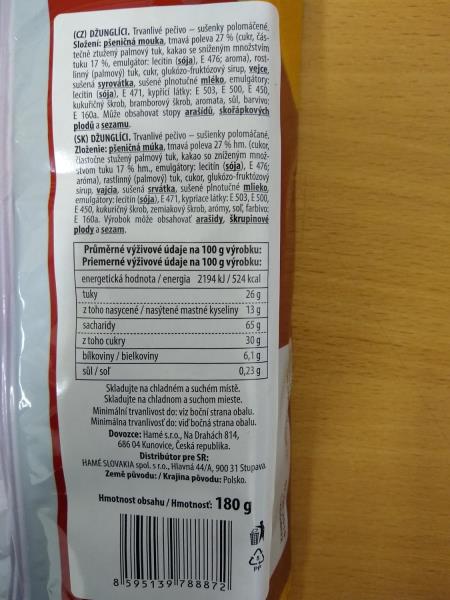 (CZ) DŽUNGLÍCI. Trvanlivé pečivo – sušenky polomáčené.
Složení: pšeničná mouka, tmavá poleva 27 % (cukr, čás-
tečně ztužený palmový tuk, kakao se sníženým množstvím
tuku 17 %, emulgátor: lecitin (sója), E 476; aroma), rost-
linný (palmový) tuk, cukr, glukózo-fruktózový sirup, vejce,
sušená syrovátka, sušené plnotučné mléko, emulgátory:
lecitin (sója), E 471, kypřicí látky: E 503, E 500, E 450,
kukuřičný škrob, bramborový škrob, aromata, sůl, barvivo:
E 160a. Může obsahovat stopy arašídů, skořápkových
plodů a sezamu.
(SK) DŽUNGLÍCI. Trvanlivé pečivo – sušienky polomáčané.
Zloženie: pšeničná múka, tmavá poleva 27 % hm. (cukor,
čiastočne stužený palmový tuk, kakao so zníženým množ-
stvom tuku 17 % hm., emulgátor: lecitín (sója), E 476;
aróma), rastlinný (palmový) tuk, cukor, glukózo-fruktózový
sirup, vajcia, sušená srvátka, sušené plnotučné mlieko,
emulgátory: lecitín (sója), E 471, kypriace látky: E 503, E 500,
E 450, kukuričný škrob, zemiakový škrob, arómy, soľ, farbivo:
E 160a. Výrobok môže obsahovať arašidy, škrupinové
plody a sezam.
Průměrné výživové údaje na 100 g výrobku:
Priemerné výživové údaje na 100 g výrobku:
energetická hodnota / energia 2194 kJ / 524 kcal
tuky 26 g
z toho nasycené / nasýtené mastné kyseliny 13 g
sacharidy 65 g
z toho cukry 30 g
bílkoviny / bielkoviny 6,1 g
sůl / soľ 0,23 g
Skladujte na chladném a suchém místě.
Skladujte na chladnom a suchom mieste.
Minimální trvanlivost do: viz boční strana obalu.
Minimálna trvanlivosť do: viď bočná strana obalu.
Dovozce: Hamé s.r.o., Na Drahách 814,
686 04 Kunovice, Česká republika.
Distribútor pre SR:
HAMÉ SLOVAKIA spol. s r.o., Hlavná 44/A, 900 31 Stupava
Země původu: / Krajina pôvodu: Polsko.
Hmotnost obsahu / Hmotnosť: 180 g
5
PP
8 595139 788872